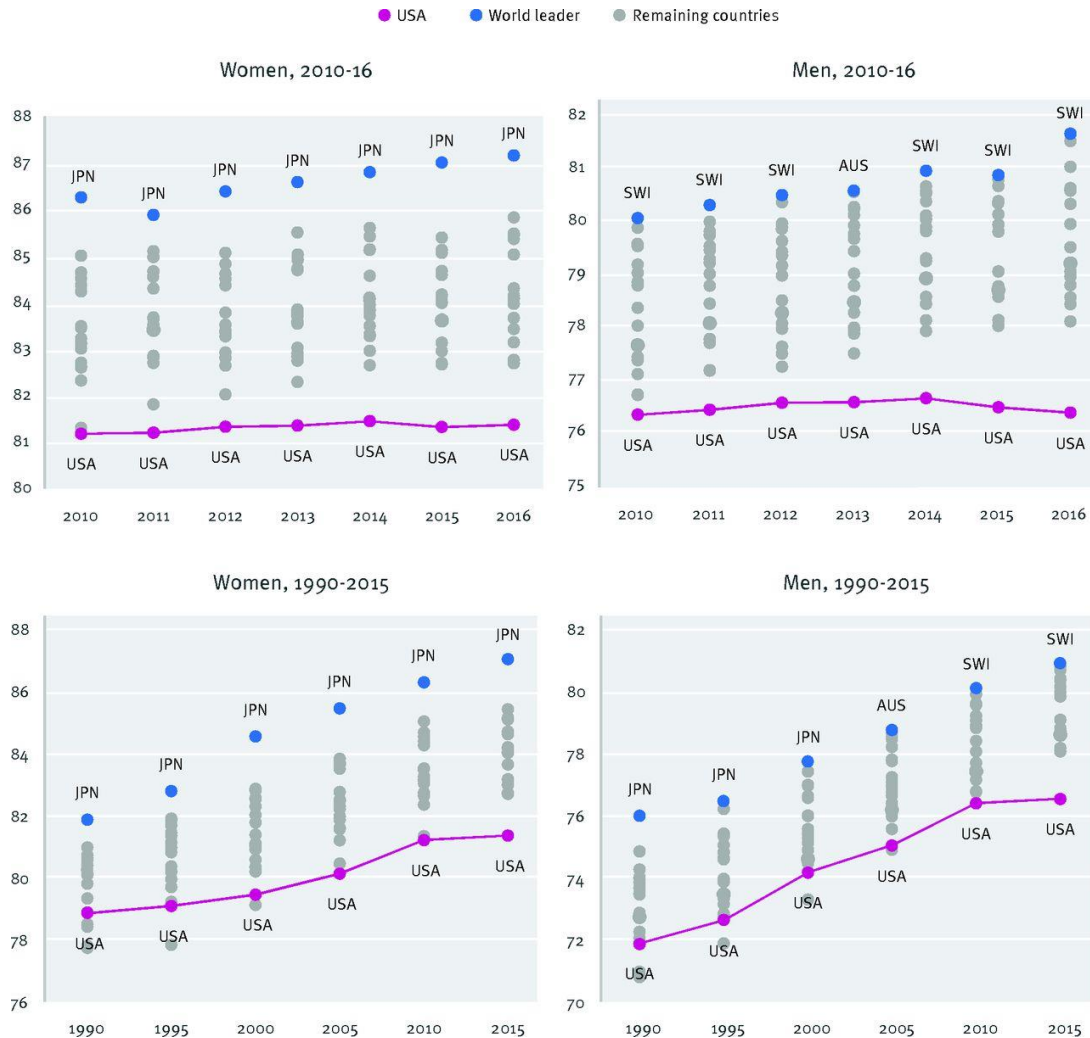 USA World leader Remaining countries
Women, 2010-16
88
87
86
85
84
83
82
81
80
JPN JPN JPN JPN JPN JPN JPN
USA USA USA USA USA USA USA
2010 2011 2012 2013 2014 2015 2016
Men, 2010-16
82
81
80
79
78
77
76
75
SWI SWI SWI AUS SWI SWI SWI
USA USA USA USA USA USA USA
2010 2011 2012 2013 2014 2015 2016
Women, 1990-2015
88
86
84
82
80
78
76
JPN JPN JPN JPN JPN JPN
USA USA USA USA USA USA
1990 1995 2000 2005 2010 2015
Men, 1990-2015
82
80
78
76
74
72
70
JPN JPN JPN AUS SWI SWI
USA USA USA USA USA USA
1990 1995 2000 2005 2010 2015